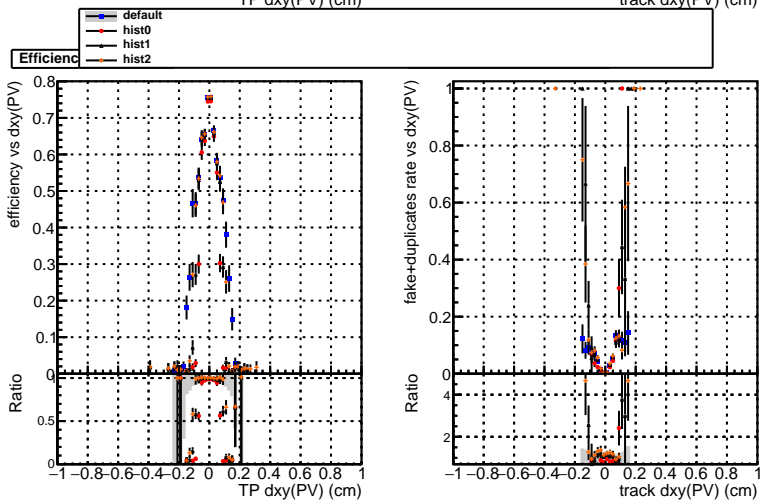 TP dxy(PV) (cm)
track dxy(PV) (cm)
default
hist0
hist1
hist2
Efficienc
efficiency vs dxy(PV)
0.8
0.7
0.6
0.5
0.4
0.3
0.2
0.1
0
Ratio
1
0.5
0
−1 −0.8 −0.6 −0.4 −0.2 0 0.2 0.4 0.6 0.8 1
TP dxy(PV) (cm)
fake+duplicates rate vs dxy(PV)
1
0.8
0.6
0.4
0.2
0
Ratio
4
2
−1 −0.8 −0.6 −0.4 −0.2 0 0.2 0.4 0.6 0.8 1
track dxy(PV) (cm)